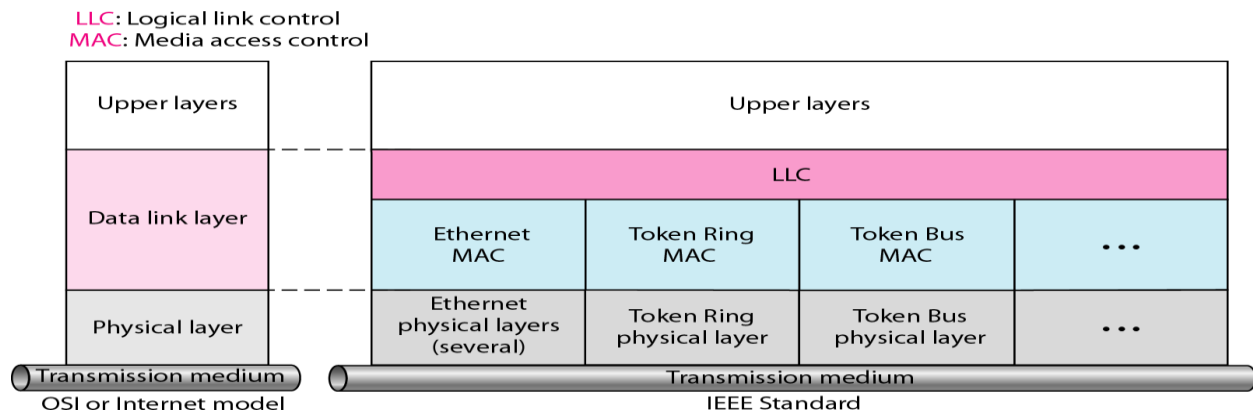 LLC: Logical link control
MAC: Media access control
Upper layers
Data link layer
Physical layer
Transmission medium
OSI or Internet model
Upper layers
LLC
Ethernet
MAC
Token Ring
MAC
Token Bus
MAC
...
Ethernet
physical layers
(several)
Token Ring
physical layer
Token Bus
physical layer
...
Transmission medium
IEEE Standard